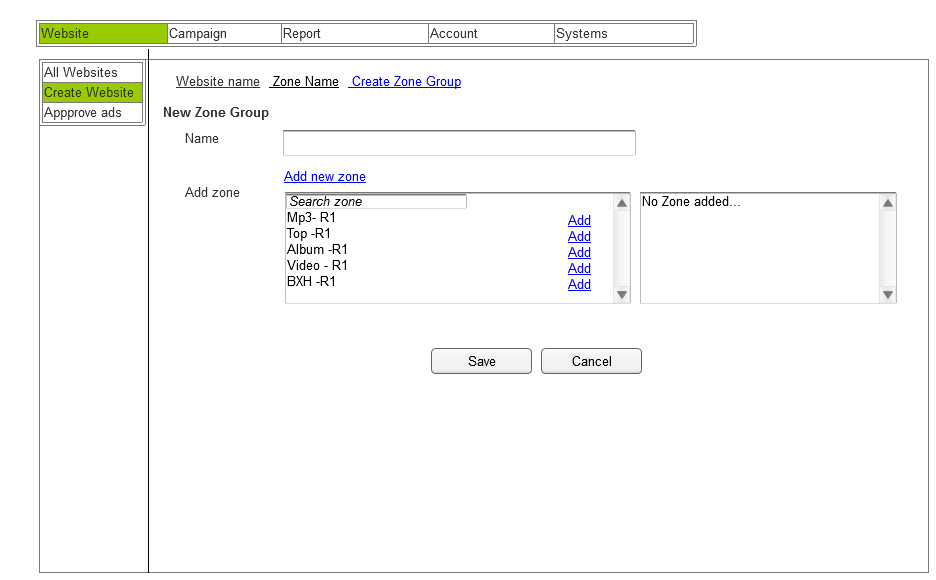 Website Campaign Report Account Systems
All Websites
Create Website
Appprove ads
Website name Zone Name Create Zone Group
New Zone Group
Name
Add new zone
Add zone
Search zone
Mp3- R1 Add
Top -R1 Add
Album -R1 Add
Video - R1 Add
BXH -R1 Add
No Zone added...
Save Cancel